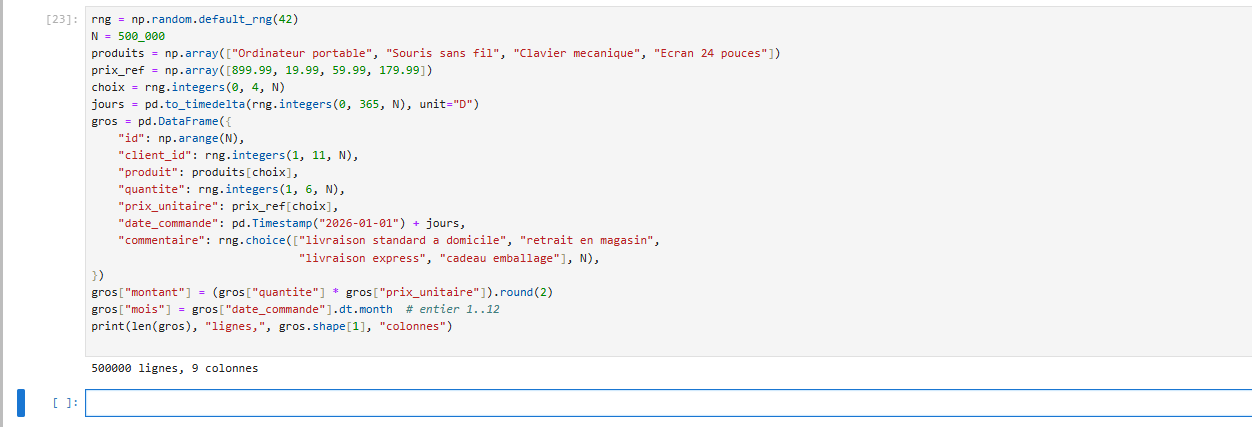 [23]: rng = np.random.default_rng(42)
N = 500_000
produits = np.array(["Ordinateur portable", "Souris sans fil", "Clavier mecanique", "Ecran 24 pouces"])
prix_ref = np.array([899.99, 19.99, 59.99, 179.99])
choix = rng.integers(0, 4, N)
jours = pd.to_timedelta(rng.integers(0, 365, N), unit="D")
gros = pd.DataFrame({
    "id": np.arange(N),
    "client_id": rng.integers(1, 11, N),
    "produit": produits[choix],
    "quantite": rng.integers(1, 6, N),
    "prix_unitaire": prix_ref[choix],
    "date_commande": pd.Timestamp("2026-01-01") + jours,
    "commentaire": rng.choice(["livraison standard a domicile", "retrait en magasin",
                               "livraison express", "cadeau emballage"], N),
})
gros["montant"] = (gros["quantite"] * gros["prix_unitaire"]).round(2)
gros["mois"] = gros["date_commande"].dt.month  # entier 1..12
print(len(gros), "lignes,", gros.shape[1], "colonnes")
500000 lignes, 9 colonnes
[ ]: